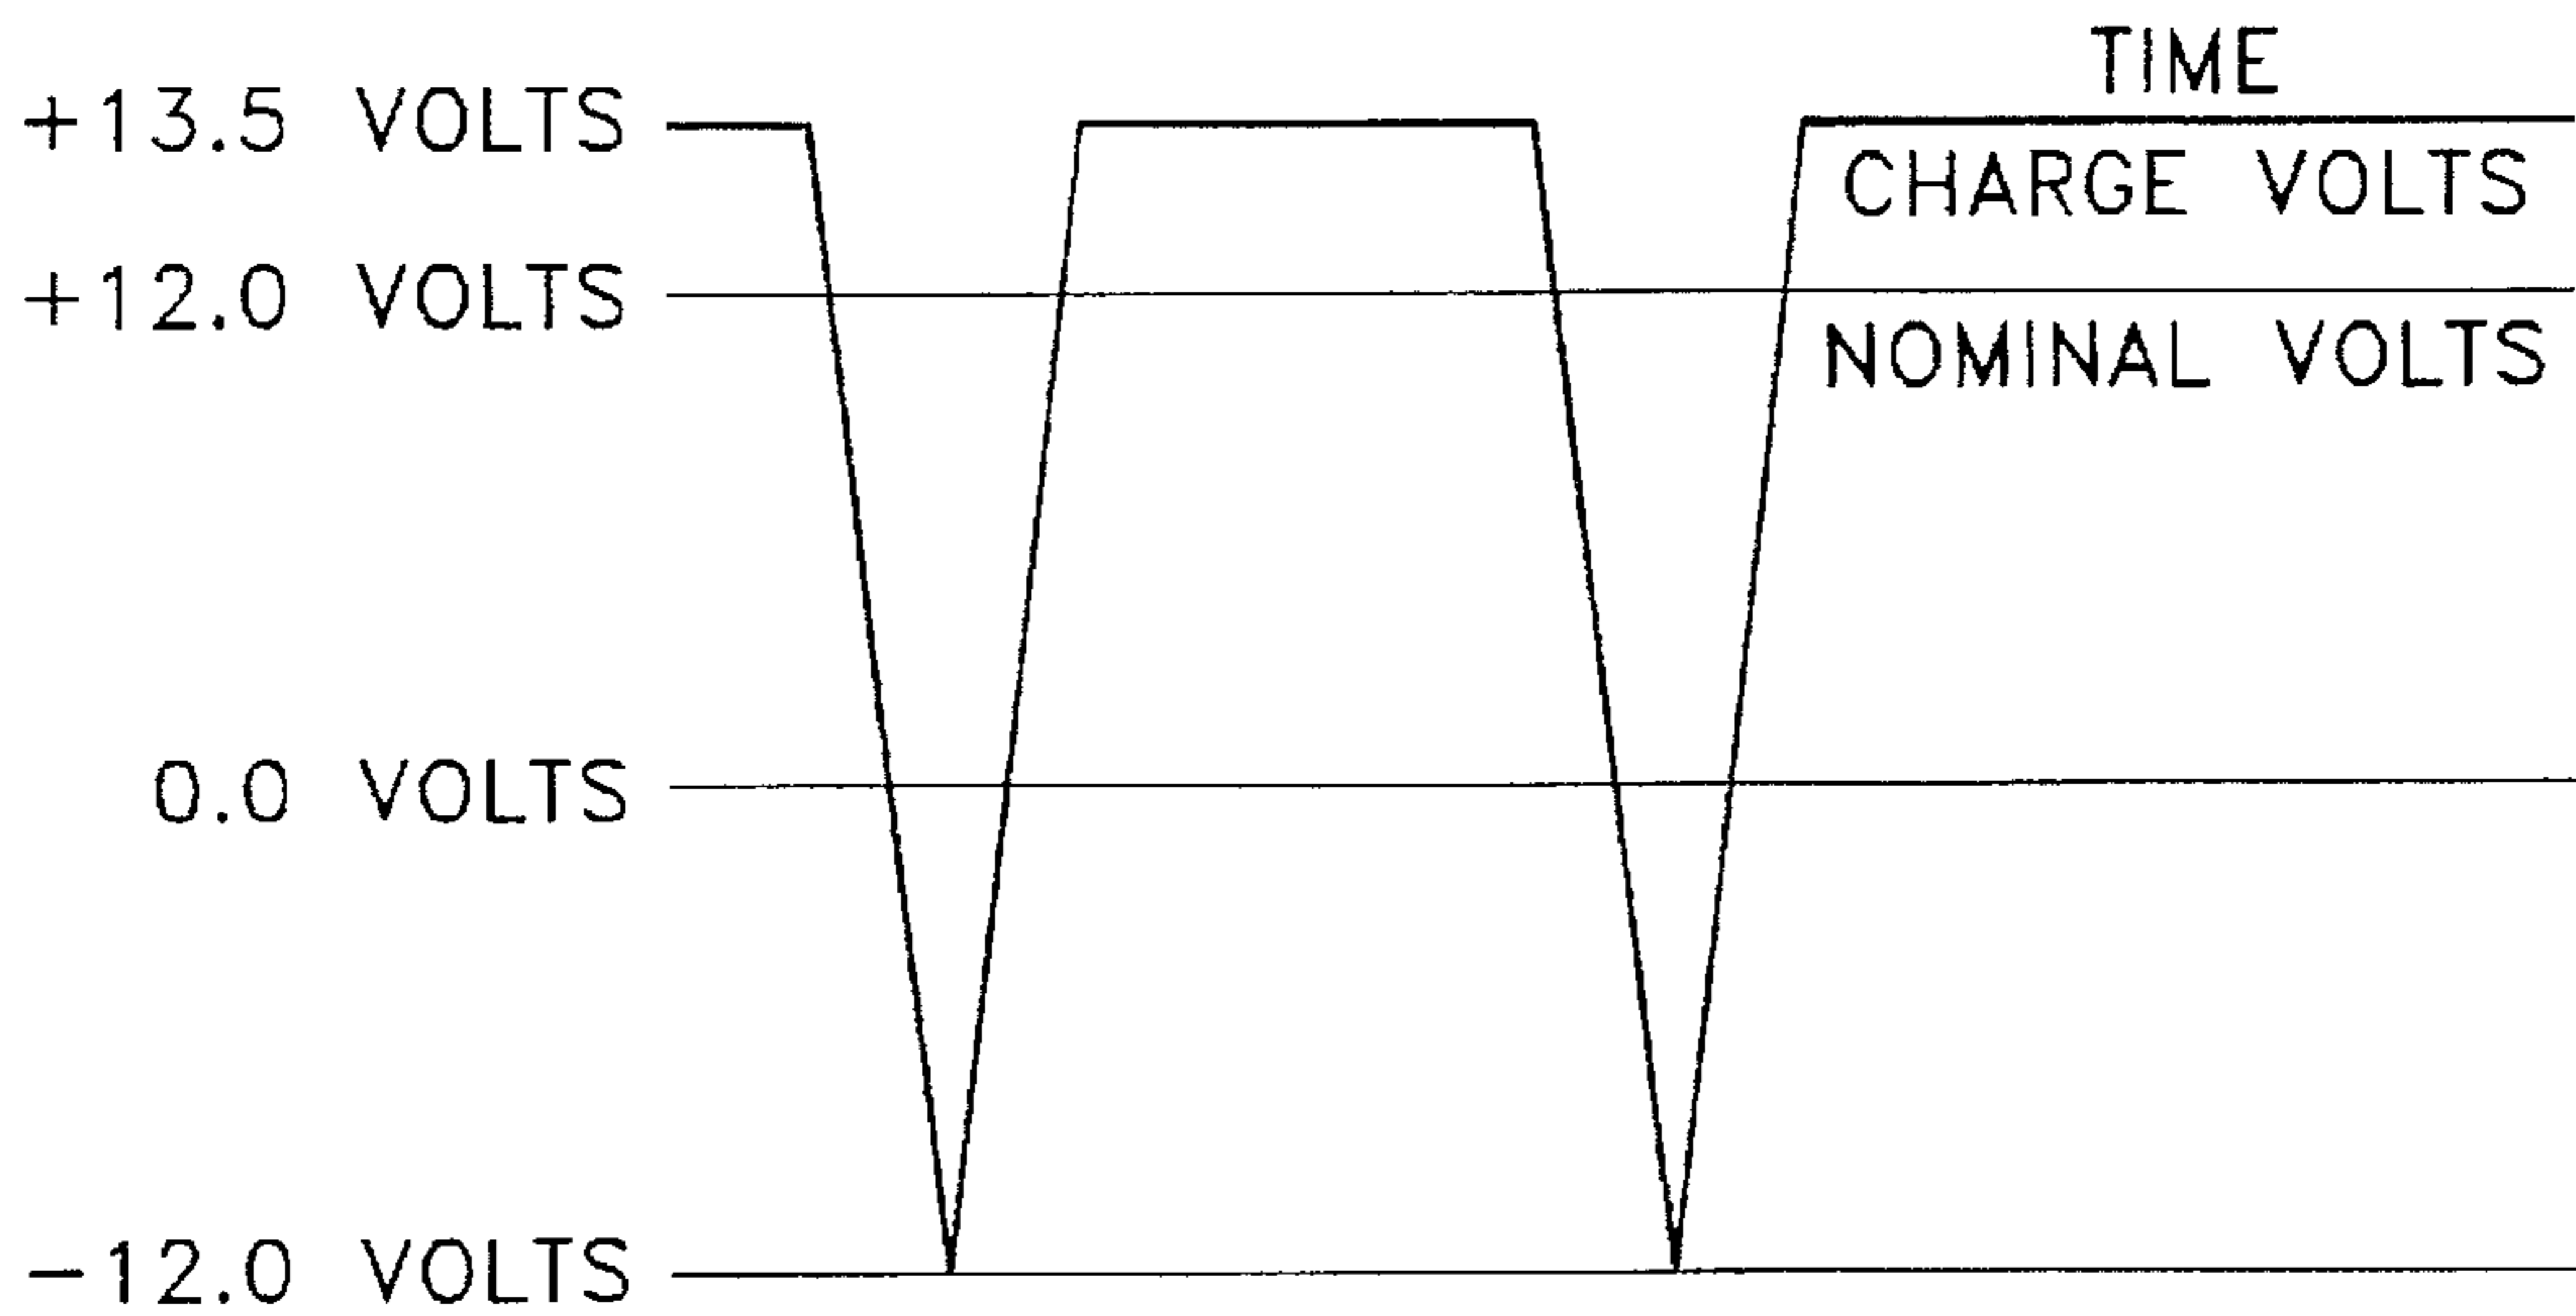 TIME
+13.5 VOLTS
CHARGE VOLTS
+12.0 VOLTS
NOMINAL VOLTS
0.0 VOLTS
-12.0 VOLTS